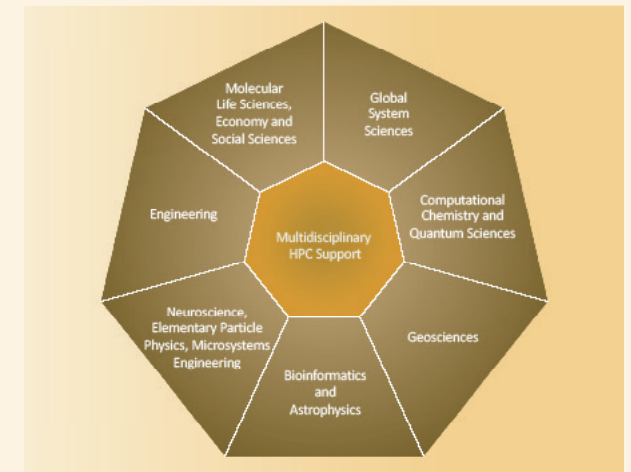 Molecular
Life Sciences,
Economy and
Social Sciences
Global
System
Sciences
Engineering
Multidisciplinary
HPC Support
Computational
Chemistry and
Quantum Sciences
Neuroscience,
Elementary Particle
Physics, Microsystems
Engineering
Geosciences
Bioinformatics
and
Astrophysics